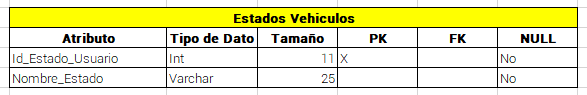 Estados Vehiculos
Atributo Tipo de Dato Tamaño PK FK NULL
Id_Estado_Usuario Int 11 X No
Nombre_Estado Varchar 25 No